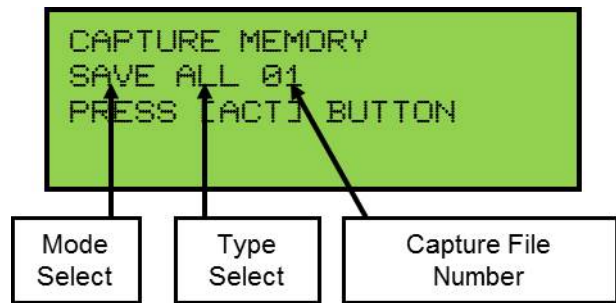 CAPTURE MEMORY
SAVE ALL 01
PRESS [ACT] BUTTON
Mode
Select
Type
Select
Capture File
Number